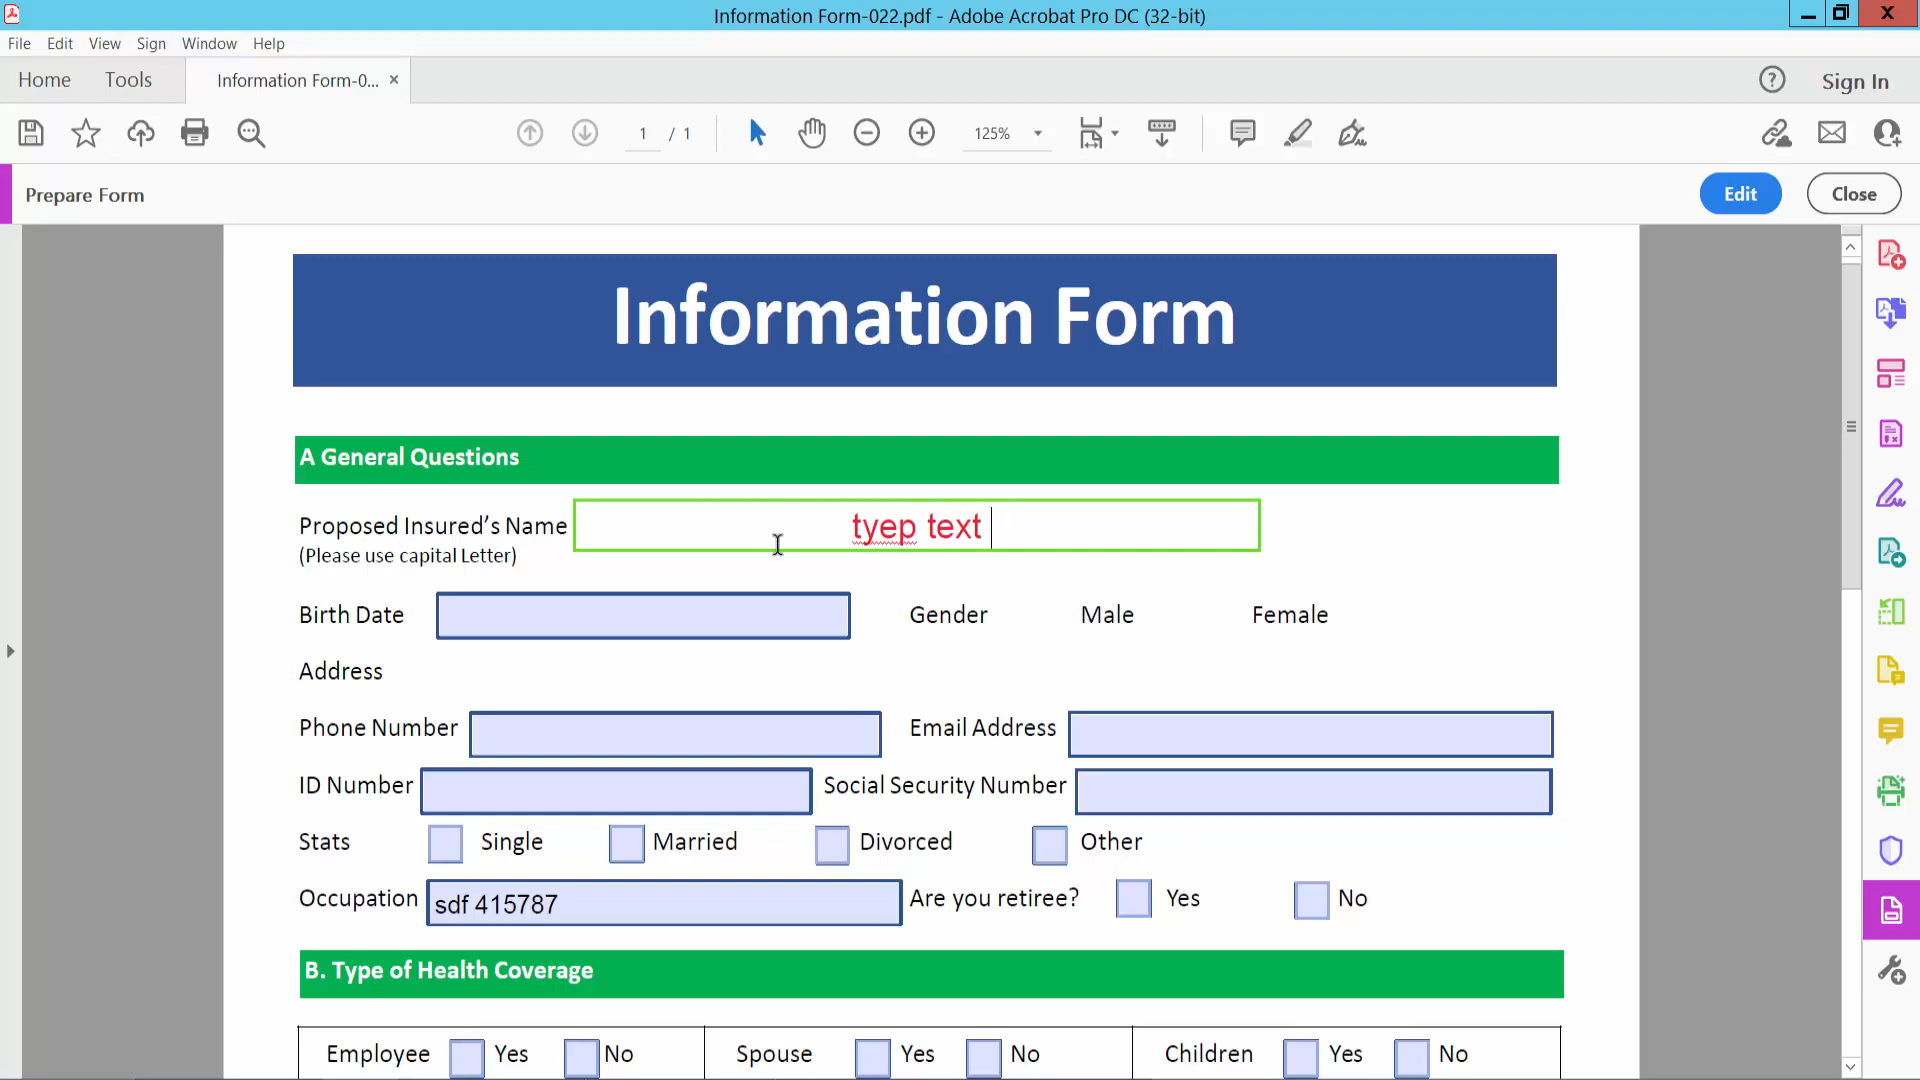 Information Form-022.pdf - Adobe Acrobat Pro DC (32-bit)
File Edit View Sign Window Help
Home Tools Information Form-0... ×
Sign In
1 / 1 125%
Prepare Form Edit Close
Information Form
A General Questions
Proposed Insured's Name tyep text
(Please use capital Letter)
Birth Date Gender Male Female
Address
Phone Number Email Address
ID Number Social Security Number
Stats Single Married Divorced Other
Occupation sdf 415787 Are you retiree? Yes No
B. Type of Health Coverage
Employee Yes No Spouse Yes No Children Yes No